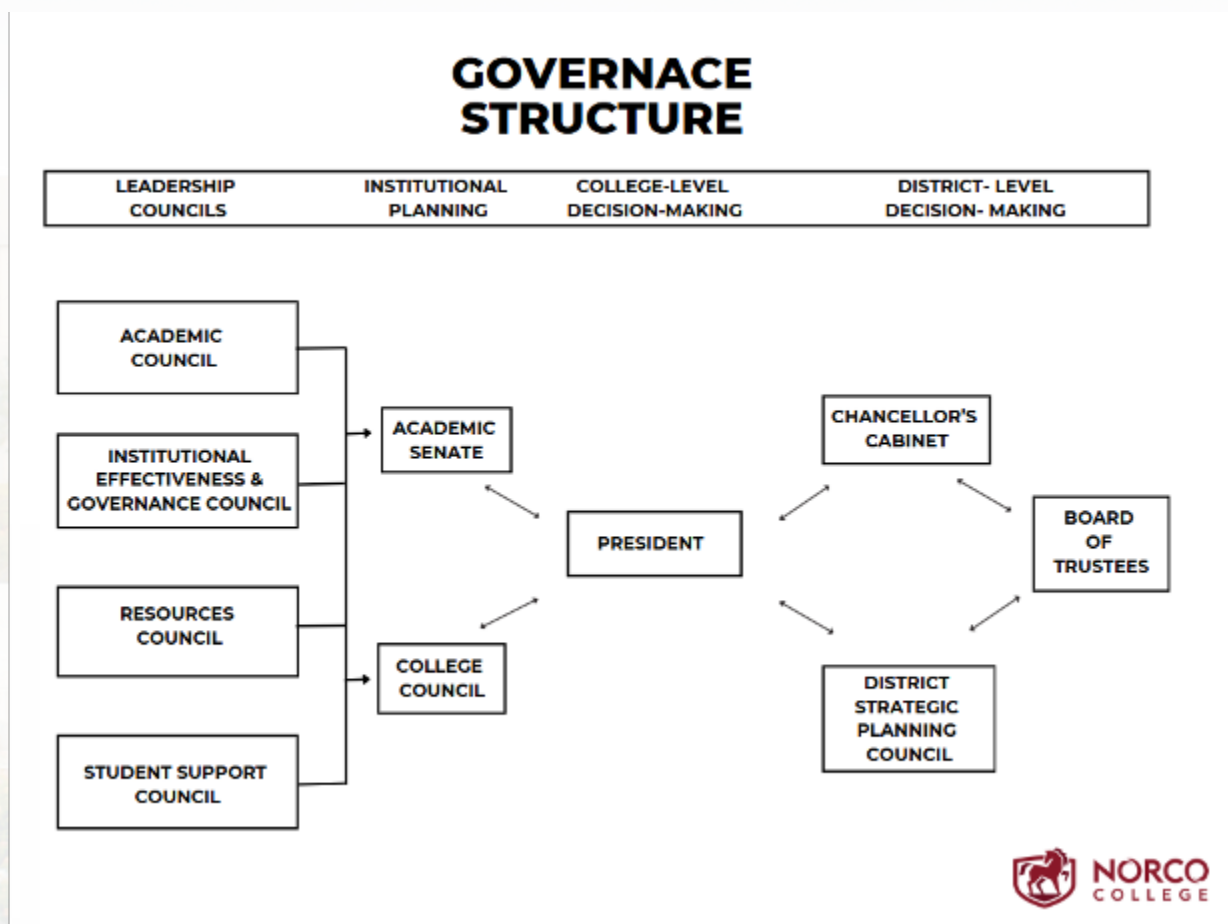 GOVERNACE
STRUCTURE
LEADERSHIP
COUNCILS
INSTITUTIONAL
PLANNING
COLLEGE-LEVEL
DECISION-MAKING
DISTRICT- LEVEL
DECISION- MAKING
ACADEMIC
COUNCIL
INSTITUTIONAL
EFFECTIVENESS &
GOVERNANCE COUNCIL
RESOURCES
COUNCIL
STUDENT SUPPORT
COUNCIL
ACADEMIC
SENATE
COLLEGE
COUNCIL
PRESIDENT
CHANCELLOR'S
CABINET
DISTRICT
STRATEGIC
PLANNING
COUNCIL
BOARD
OF
TRUSTEES
NORCO
COLLEGE